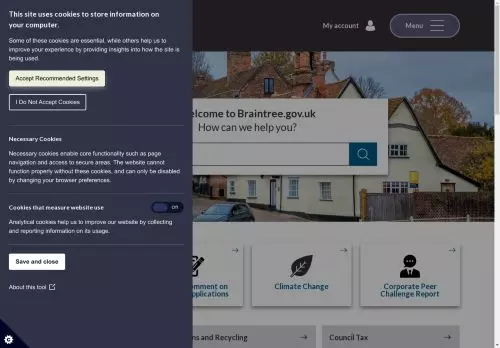 This site uses cookies to store information on
your computer.
Some of these cookies are essential, while others help us to
improve your experience by providing insights into how the site is
being used.
Accept Recommended Settings
I Do Not Accept Cookies
Necessary Cookies
Necessary cookies enable core functionality such as page
navigation and access to secure areas. The website cannot
function properly without these cookies, and can only be disabled
by changing your browser preferences.
Cookies that measure website use
On
Analytical cookies help us to improve our website by collecting
and reporting information on its usage.
Save and close
About this tool
My account
Menu
elcome to Braintree.gov.uk
How can we help you?
mment on
Applications
Climate Change
Corporate Peer
Challenge Report
ns and Recycling
Council Tax